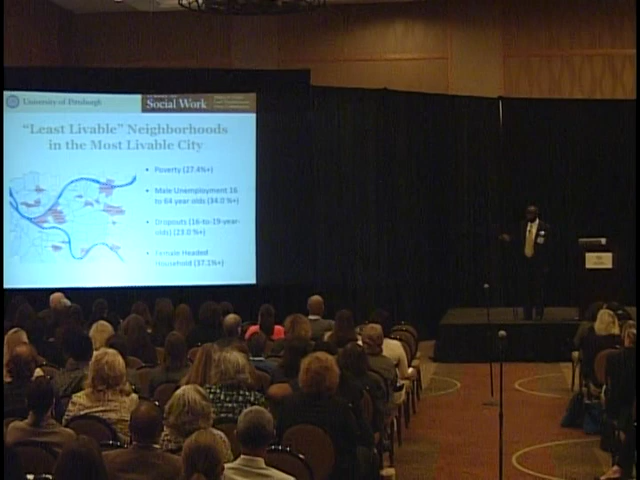 University of Pittsburgh
Social Work
"Least Livable" Neighborhoods
in the Most Livable City
• Poverty (27.4%+)
• Male Unemployment 16
to 64 year olds (34.0 %+)
• Dropouts (16-to-19-year-
olds) (23.0 %+)
• Female Headed
Household (37.1%+)